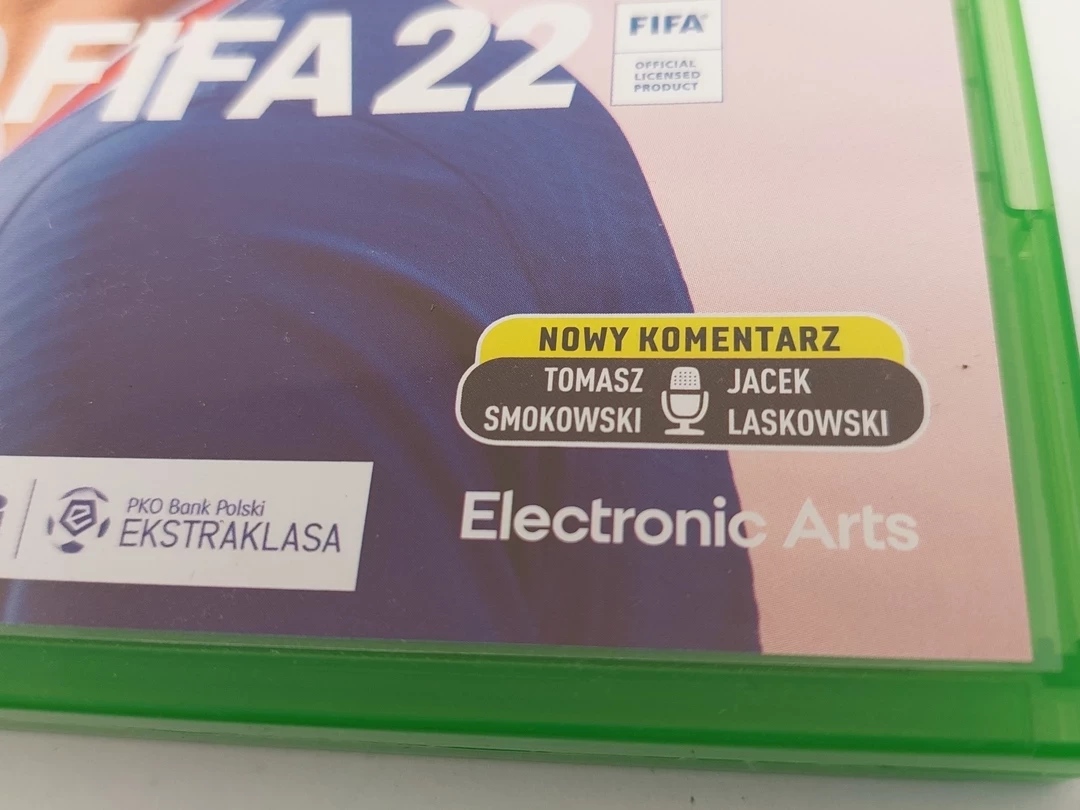 FIFA 22
FIFA
OFFICIAL
LICENSED
PRODUCT
NOWY KOMENTARZ
TOMASZ
SMOKOWSKI
JACEK
LASKOWSKI
PKO Bank Polski
EKSTRAKLASA
Electronic Arts